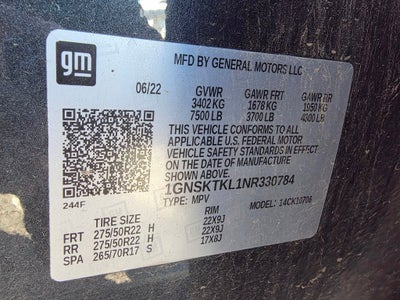 gm
MFD BY GENERAL MOTORS LLC
06/22 GVWR GAWR FRT GAWR RR
3402 KG 1678 KG 1950 KG
7500 LB 3700 LB 4300 LB
THIS VEHICLE CONFORMS TO ALL
APPLICABLE U.S. FEDERAL MOTOR
VEHICLE SAFETY STANDARDS IN EFFECT
ON THE DATE OF MANUFACTURE
SHOWN ABOVE.
1GNSKTKL1NR330784
244F TYPE: MPV MODEL: 14CK10706
TIRE SIZE RIM
FRT 275/50R22 H 22X9J
RR 275/50R22 H 22X9J
SPA 265/70R17 S 17X8J